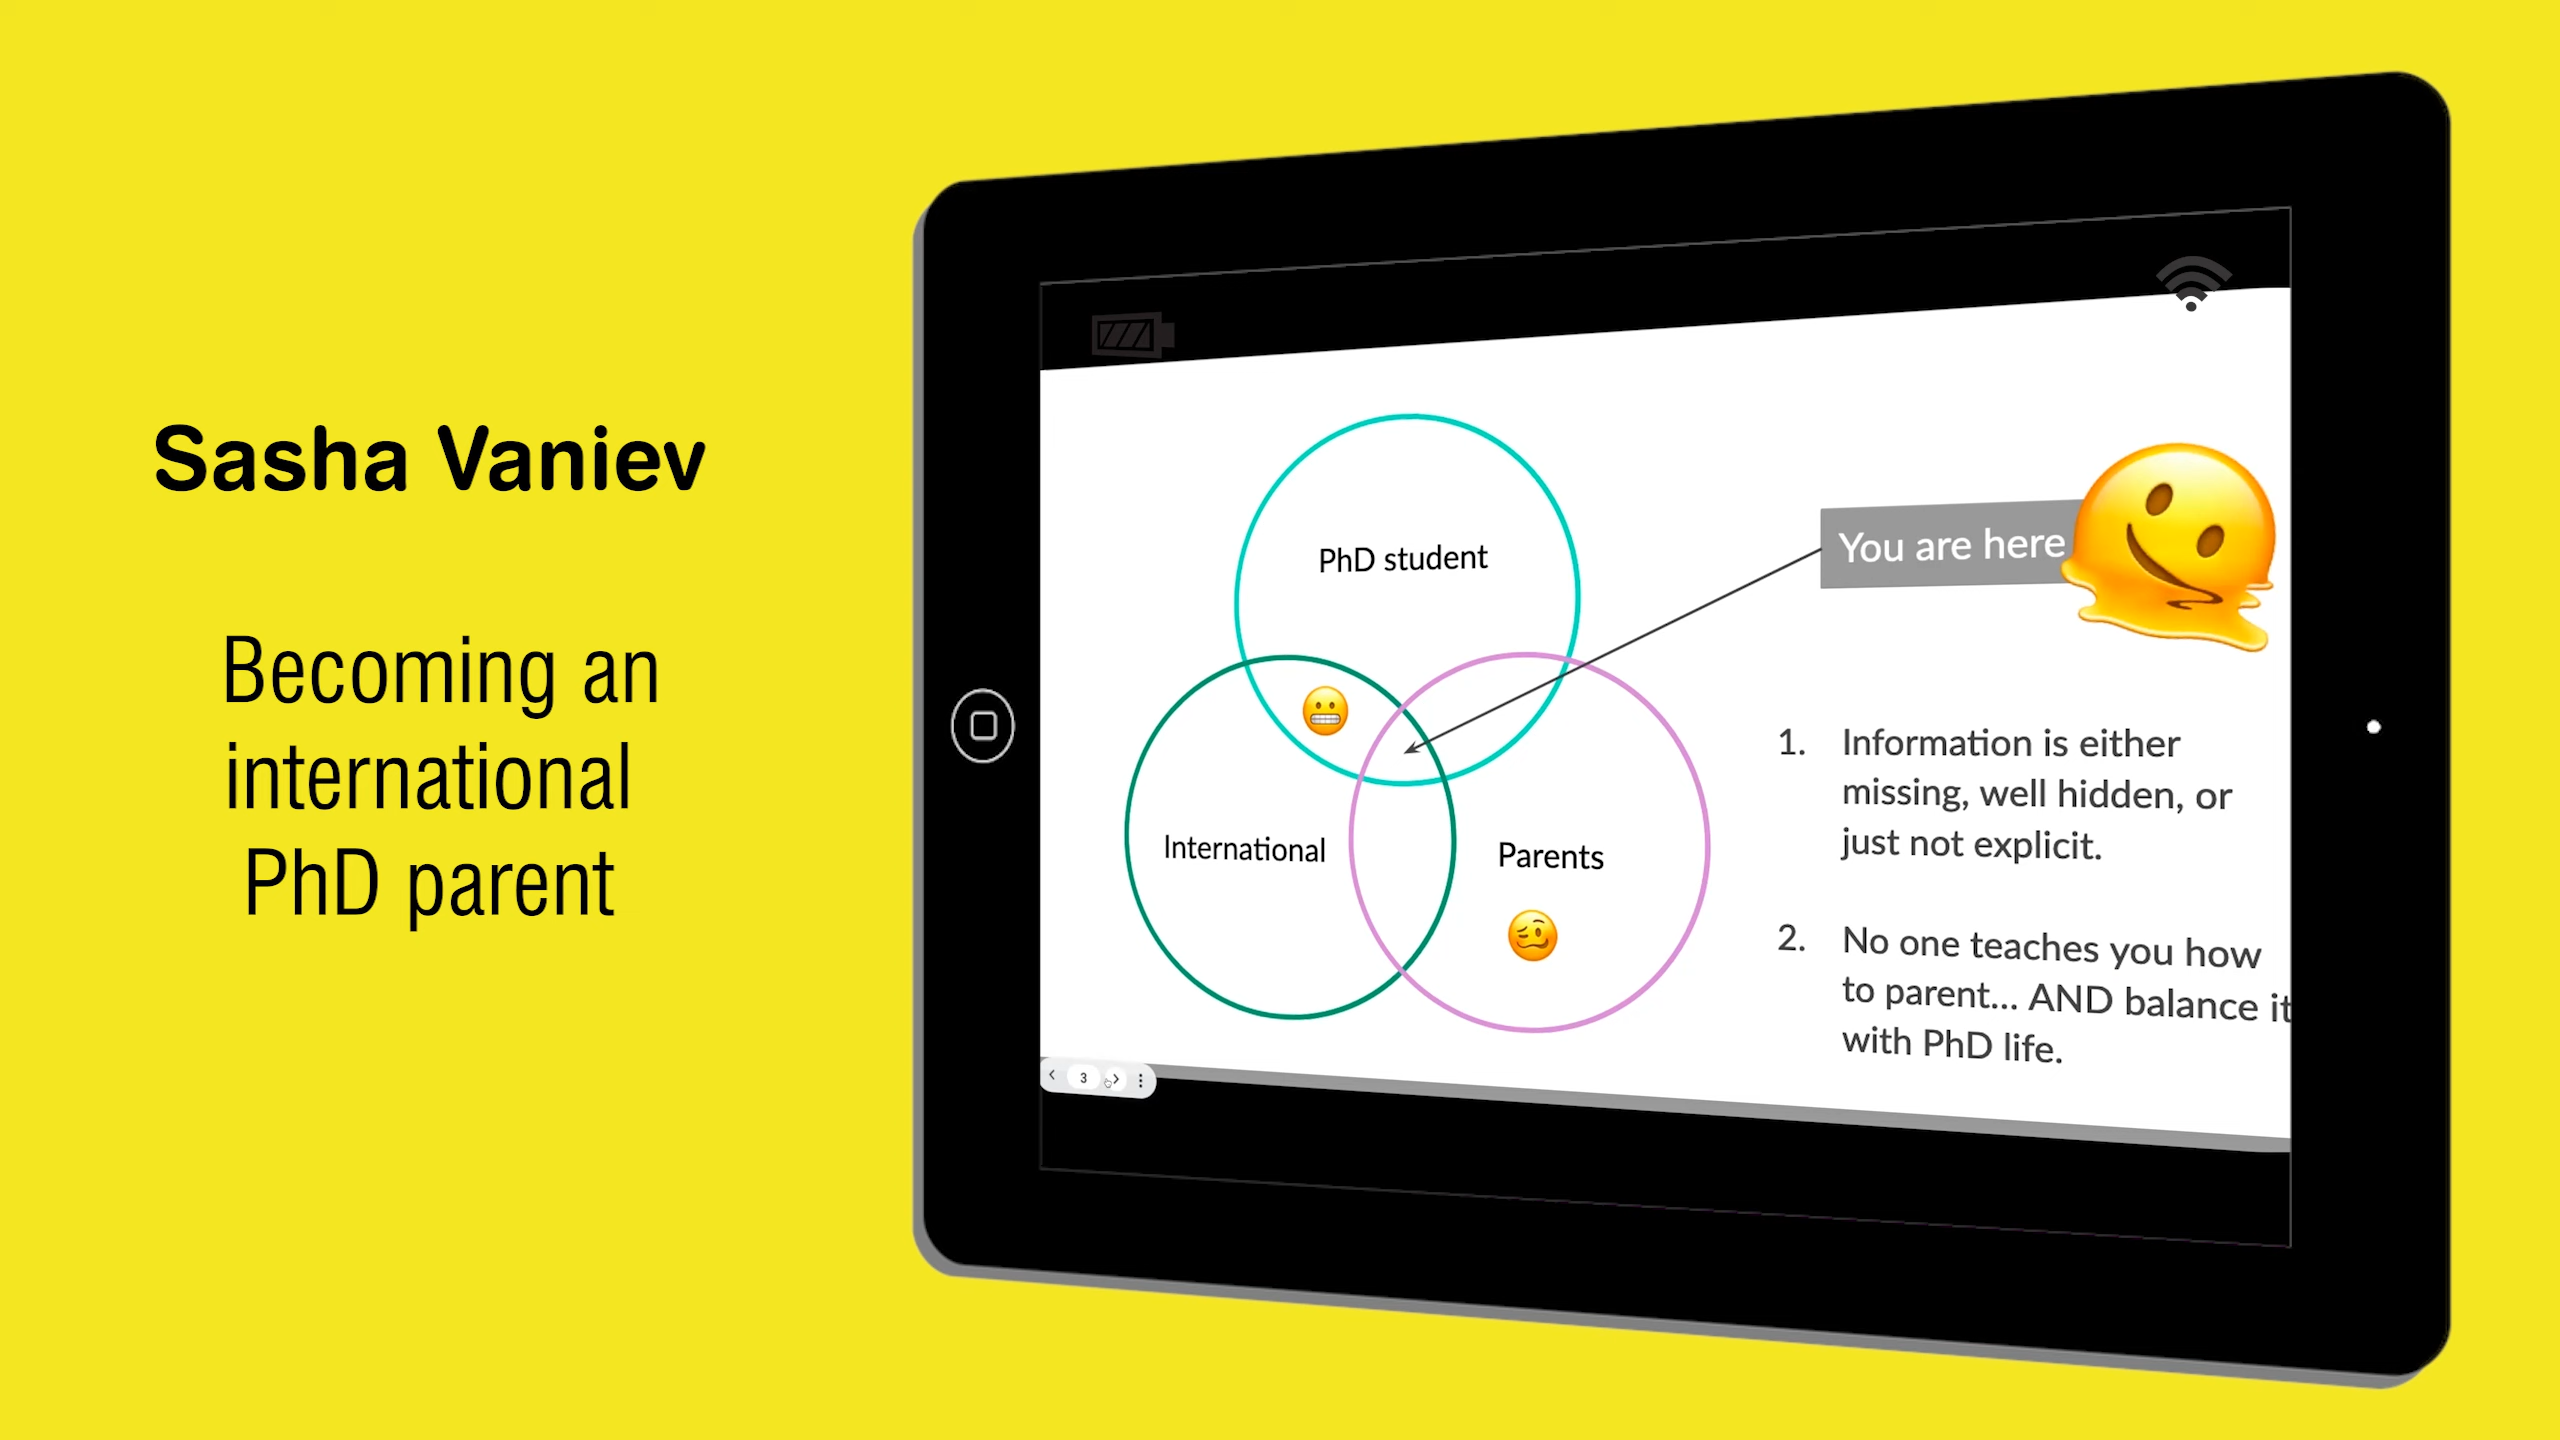 Sasha Vaniev
Becoming an
international
PhD parent
PhD student
International
Parents
You are here
1. Information is either
missing, well hidden, or
just not explicit.
2. No one teaches you how
to parent... AND balance it
with PhD life.
3